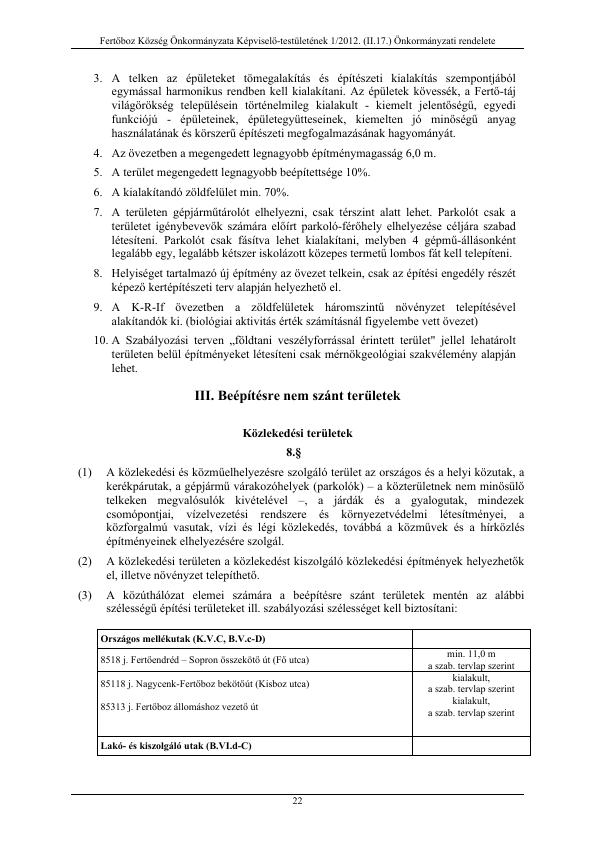 Fertőboz Község Önkormányzata Képviselő-testületének 1/2012. (II.17.) Önkormányzati rendelete
3. A telken az épületeket tömegalakítás és építészeti kialakítás szempontjából
egymással harmonikus rendben kell kialakítani. Az épületek kövessék, a Fertő-táj
világörökség településein történelmileg kialakult - kiemelt jelentőségű, egyedi
funkciójú - épületeinek, épületegyütteseinek, kiemelten jó minőségű anyag
használatának és korszerű építészeti megfogalmazásának hagyományát.
4. Az övezetben a megengedett legnagyobb építménymagasság 6,0 m.
5. A terület megengedett legnagyobb beépítettsége 10%.
6. A kialakítandó zöldfelület min. 70%.
7. A területen gépjárműtárolót elhelyezni, csak térszint alatt lehet. Parkolót csak a
területet igénybevevők számára előírt parkoló-férőhely elhelyezése céljára szabad
létesíteni. Parkolót csak fásítva lehet kialakítani, melyben 4 gépmű-állásonként
legalább egy, legalább kétszer iskolázott közepes termetű lombos fát kell telepíteni.
8. Helyiséget tartalmazó új építmény az övezet telkein, csak az építési engedély részét
képező kertépítészeti terv alapján helyezhető el.
9. A K-R-If övezetben a zöldfelületek háromszintű növényzet telepítésével
alakítandók ki. (biológiai aktivitás érték számításnál figyelembe vett övezet)
10. A Szabályozási terven „földtani veszélyforrással érintett terület" jellel lehatárolt
területen belül építményeket létesíteni csak mérnökgeológiai szakvélemény alapján
lehet.
III. Beépítésre nem szánt területek
Közlekedési területek
8.§
(1) A közlekedési és közműelhelyezésre szolgáló terület az országos és a helyi közutak, a
kerékpárutak, a gépjármű várakozóhelyek (parkolók) – a közterületnek nem minősülő
telkeken megvalósulók kivételével –, a járdák és a gyalogutak, mindezek
csomópontjai, vízelvezetési rendszere és környezetvédelmi létesítményei, a
közforgalmú vasutak, vízi és légi közlekedés, továbbá a közművek és a hírközlés
építményeinek elhelyezésére szolgál.
(2) A közlekedési területen a közlekedést kiszolgáló közlekedési építmények helyezhetők
el, illetve növényzet telepíthető.
(3) A közúthálózat elemei számára a beépítésre szánt területek mentén az alábbi
szélességű építési területeket ill. szabályozási szélességet kell biztosítani:
Országos mellékutak (K.V.C, B.V.c-D)
8518 j. Fertőendréd – Sopron összekötő út (Fő utca)
min. 11,0 m
a szab. tervlap szerint
85118 j. Nagycenk-Fertőboz bekötőút (Kisboz utca)
kialakult,
a szab. tervlap szerint
85313 j. Fertőboz állomáshoz vezető út
kialakult,
a szab. tervlap szerint
Lakó- és kiszolgáló utak (B.VI.d-C)
22